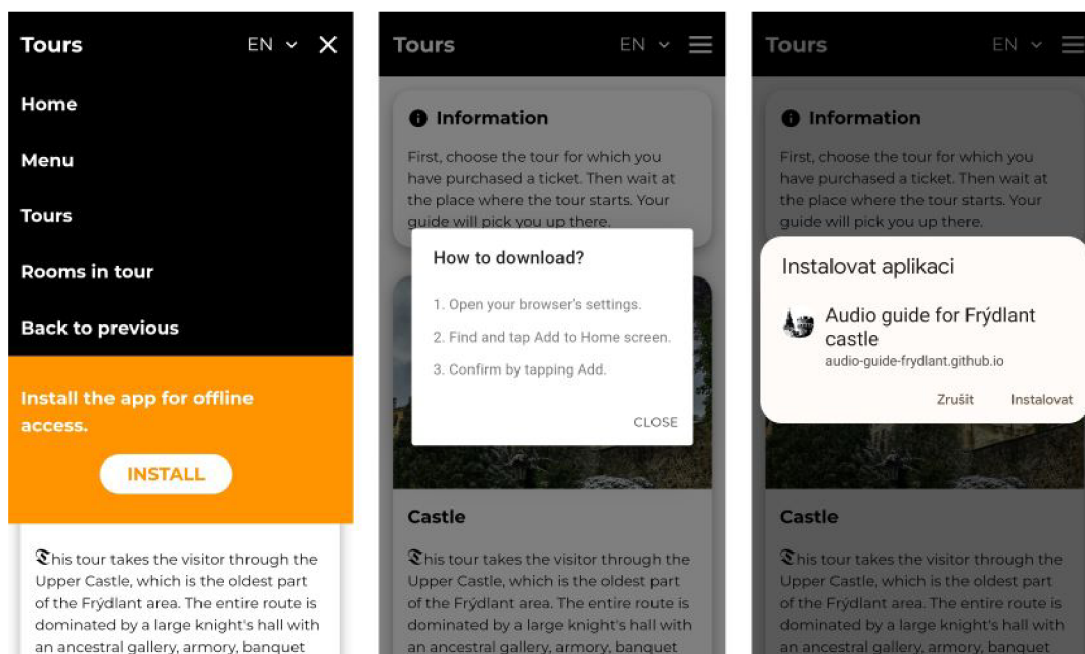 Tours EN
Home
Menu
Tours
Rooms in tour
Back to previous
Install the app for offline
access.
INSTALL
This tour takes the visitor through the
Upper Castle, which is the oldest part
of the Frýdlant area. The entire route is
dominated by a large knight's hall with
an ancestral gallery, armory, banquet
Tours EN
Information
First, choose the tour for which you
have purchased a ticket. Then wait at
the place where the tour starts. Your
guide will pick you up there.
How to download?
1. Open your browser's settings.
2. Find and tap Add to Home screen.
3. Confirm by tapping Add.
CLOSE
Castle
This tour takes the visitor through the
Upper Castle, which is the oldest part
of the Frýdlant area. The entire route is
dominated by a large knight's hall with
an ancestral gallery, armory, banquet
Tours EN
Information
First, choose the tour for which you
have purchased a ticket. Then wait at
the place where the tour starts. Your
guide will pick you up there.
Instalovat aplikaci
Audio guide for Frýdlant
castle
audio-guide-frydlant.github.io
Zrušit Instalovat
Castle
This tour takes the visitor through the
Upper Castle, which is the oldest part
of the Frýdlant area. The entire route is
dominated by a large knight's hall with
an ancestral gallery, armory, banquet